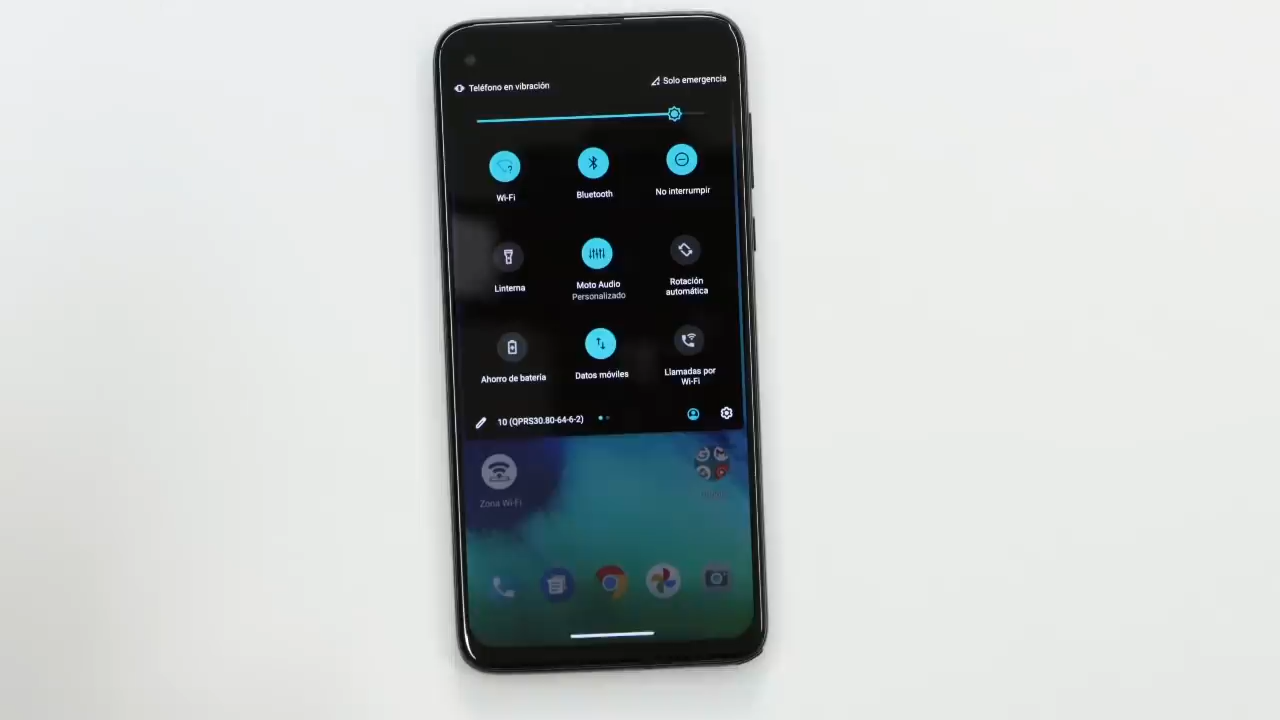 Teléfono en vibración
Solo emergencia
Wi-Fi
Bluetooth
No interrumpir
Linterna
Moto Audio
Personalizado
Rotación
automática
Ahorro de batería
Datos móviles
Llamadas por
Wi-Fi
10 (QPRS30.80-64-6-2)
Zona Wi-Fi